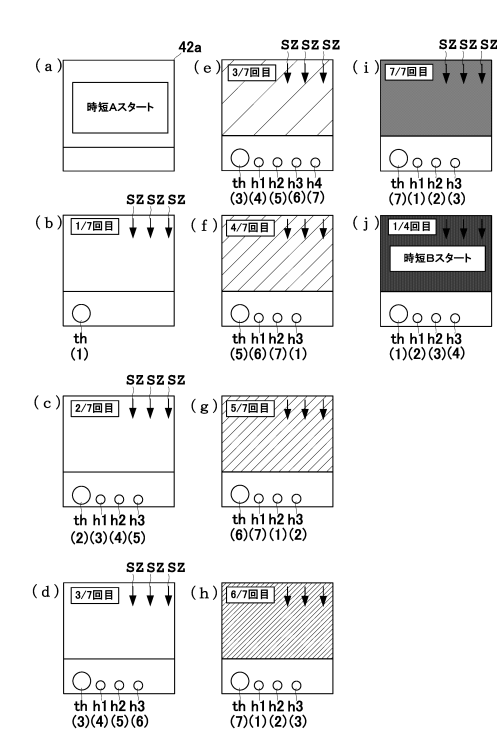 42a
(a)
時短Aスタート
SZ SZ SZ
(b)
1/7回目
th
(1)
SZ SZ SZ
(c)
2/7回目
th h1 h2 h3
(2)(3)(4)(5)
SZ SZ SZ
(d)
3/7回目
th h1 h2 h3
(3)(4)(5)(6)
SZ SZ SZ
(e)
3/7回目
th h1 h2 h3 h4
(3)(4)(5)(6)(7)
(f)
4/7回目
th h1 h2 h3
(5)(6)(7)(1)
(g)
5/7回目
th h1 h2 h3
(6)(7)(1)(2)
(h)
6/7回目
th h1 h2 h3
(7)(1)(2)(3)
SZ SZ SZ
(i)
7/7回目
th h1 h2 h3
(7)(1)(2)(3)
(j)
1/4回目
時短Bスタート
th h1 h2 h3
(1)(2)(3)(4)